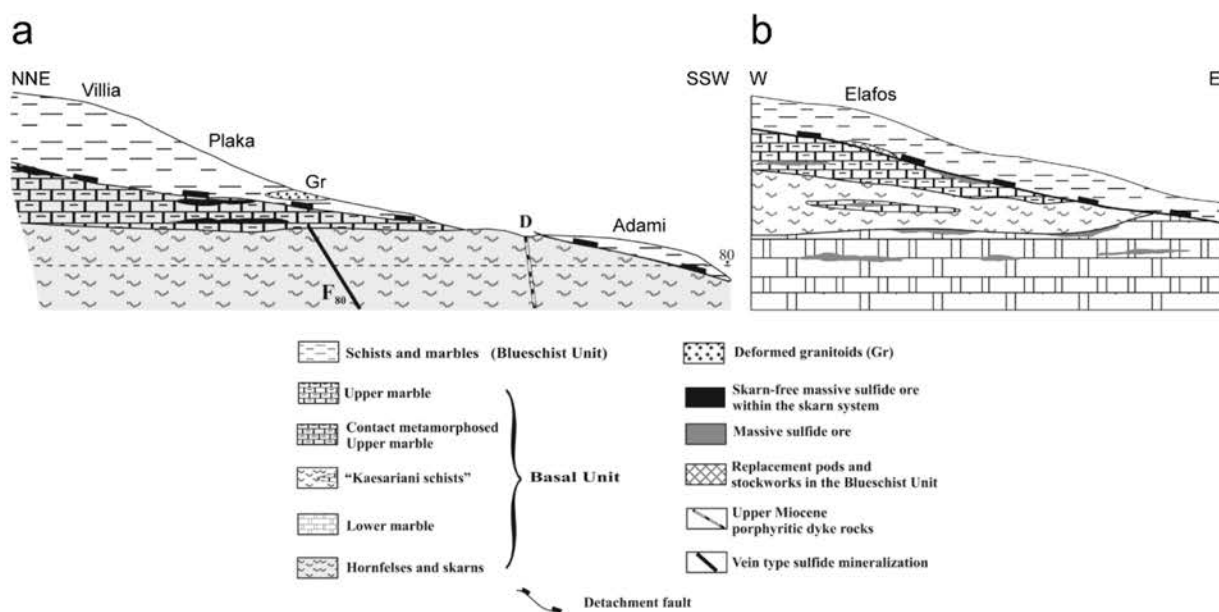 a
b
NNE
Villia
Plaka
Gr
D
Adami
80
F80
SSW
W
Elafos
E
Schists and marbles (Blueschist Unit)
Upper marble
Contact metamorphosed
Upper marble
"Kaesariani schists"
Lower marble
Hornfelses and skarns
Basal Unit
Detachment fault
Deformed granitoids (Gr)
Skarn-free massive sulfide ore
within the skarn system
Massive sulfide ore
Replacement pods and
stockworks in the Blueschist Unit
Upper Miocene
porphyritic dyke rocks
Vein type sulfide mineralization